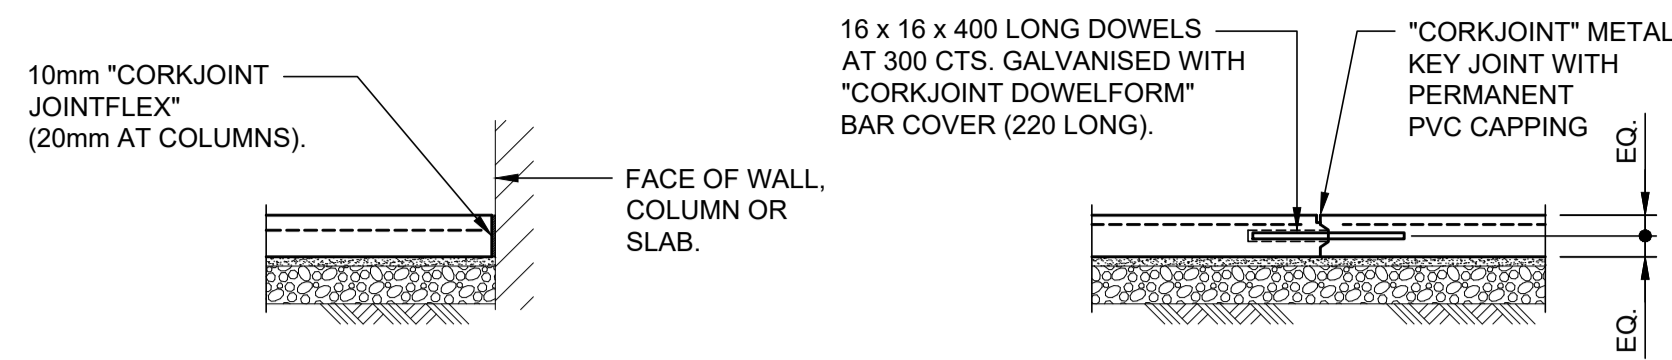 10mm "CORKJOINT
JOINTFLEX"
(20mm AT COLUMNS).
FACE OF WALL,
COLUMN OR
SLAB.
16 x 16 x 400 LONG DOWELS
AT 300 CTS. GALVANISED WITH
"CORKJOINT DOWELFORM"
BAR COVER (220 LONG).
"CORKJOINT" METAL
KEY JOINT WITH
PERMANENT
PVC CAPPING
EQ.
EQ.